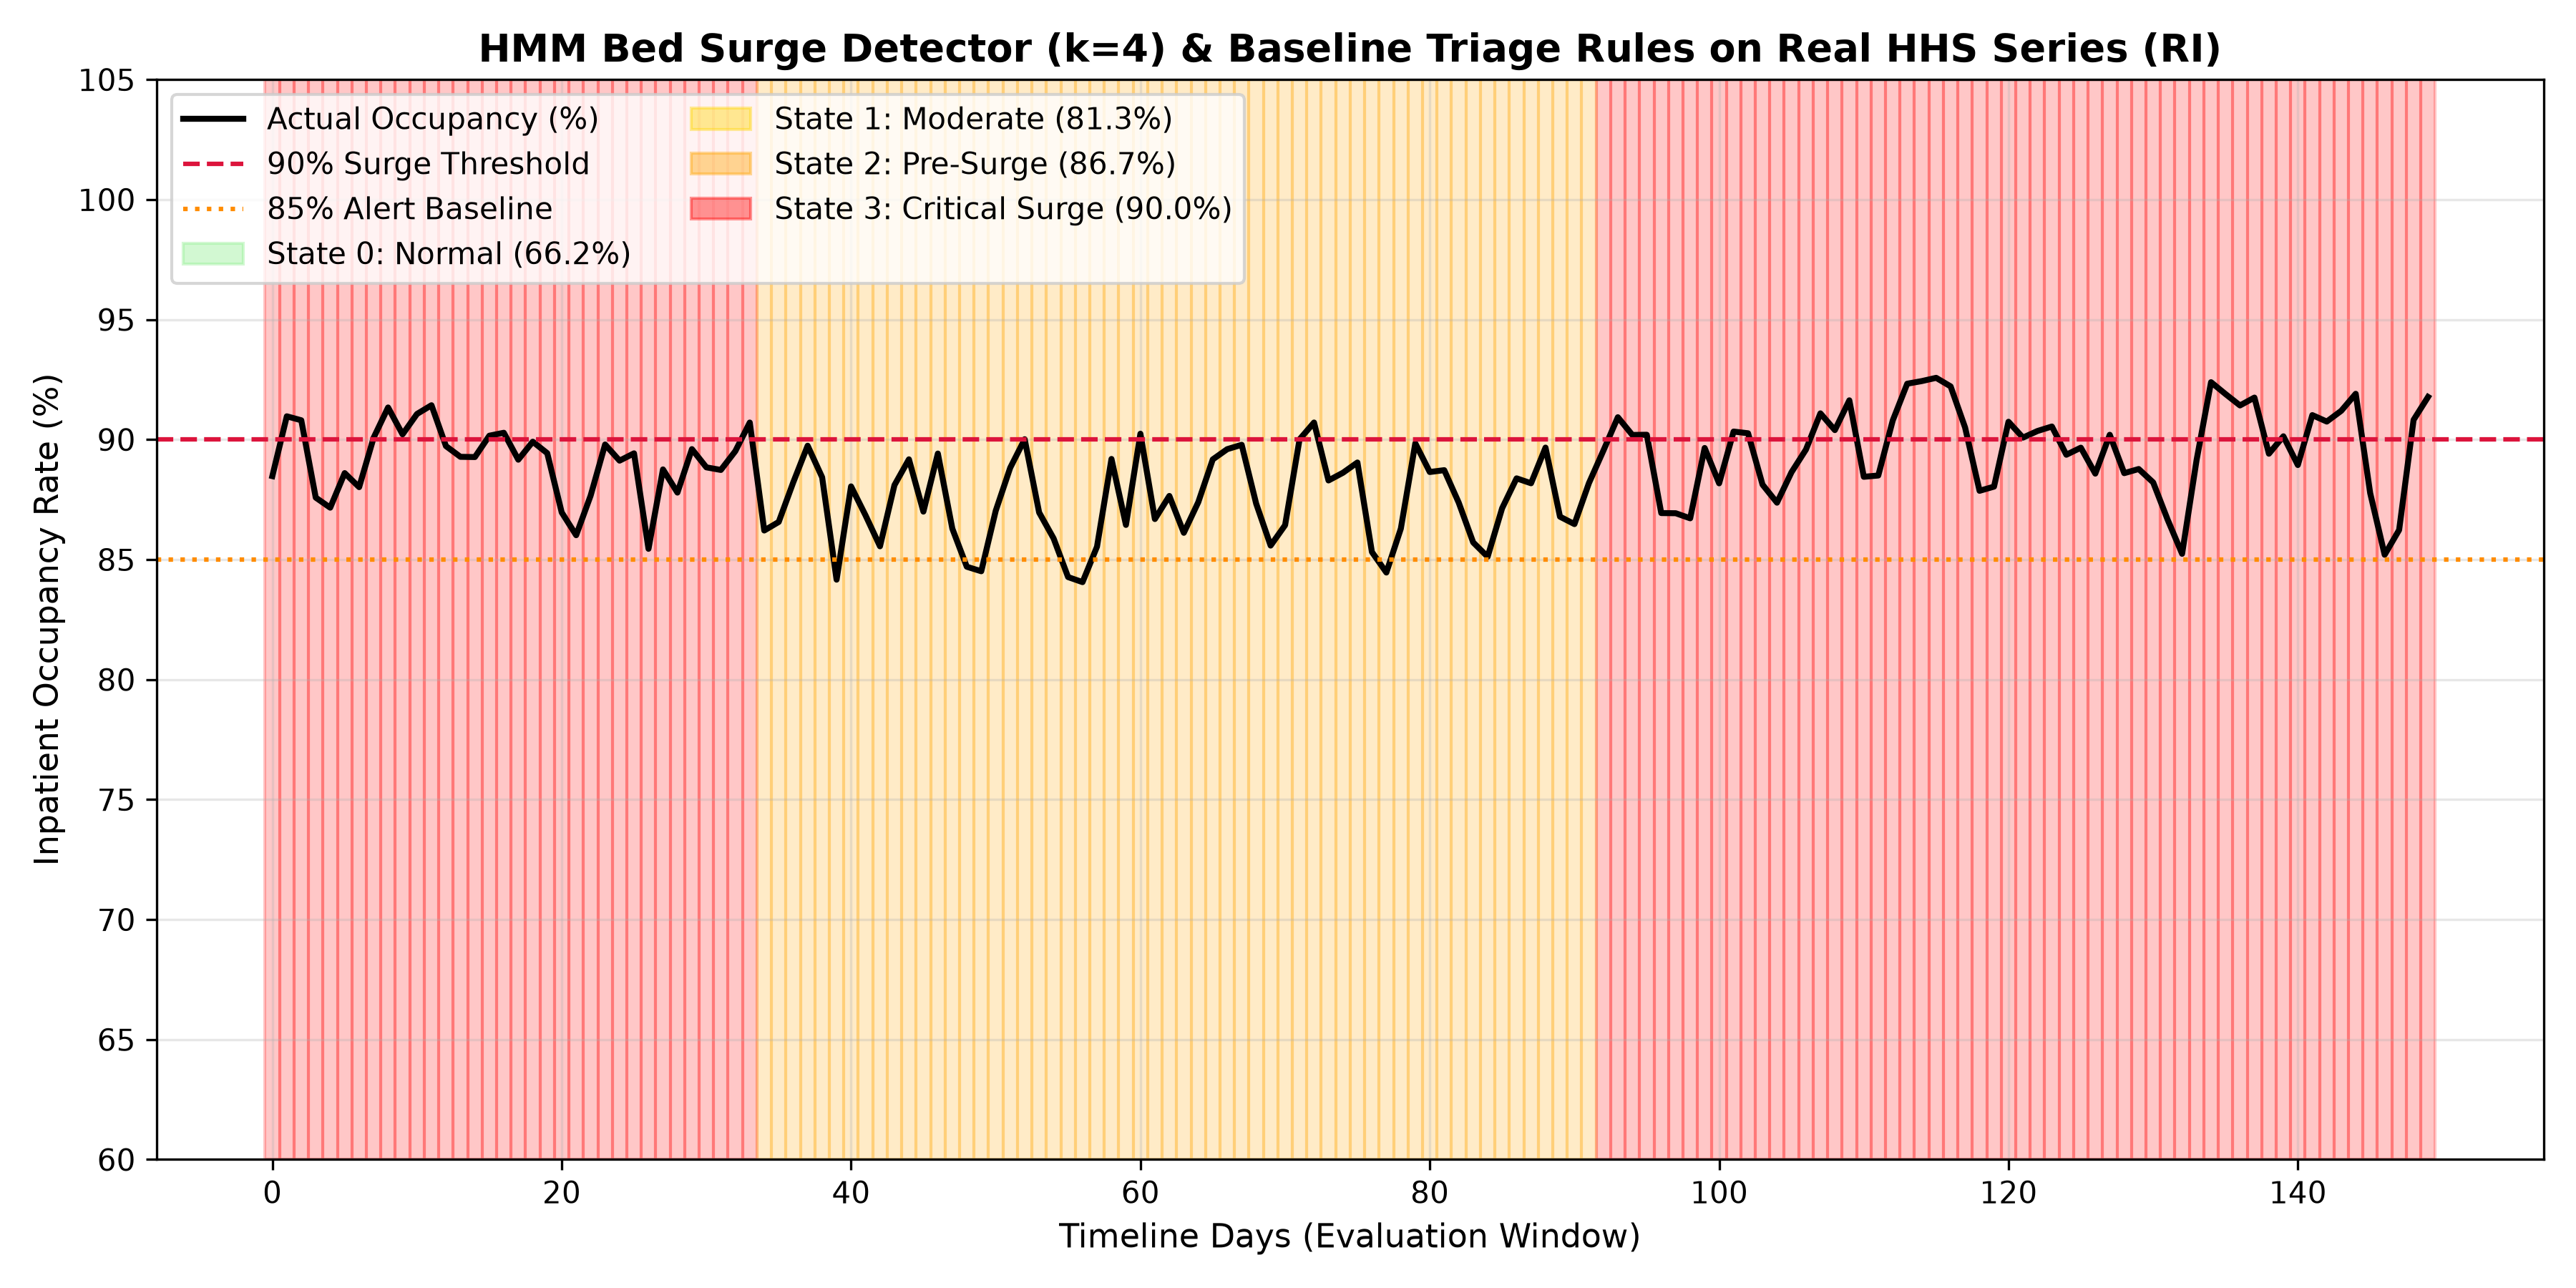 HMM Bed Surge Detector (k=4) & Baseline Triage Rules on Real HHS Series (RI)
Actual Occupancy (%)
90% Surge Threshold
85% Alert Baseline
State 0: Normal (66.2%)
State 1: Moderate (81.3%)
State 2: Pre-Surge (86.7%)
State 3: Critical Surge (90.0%)
Inpatient Occupancy Rate (%)
105
100
95
90
85
80
75
70
65
60
0 20 40 60 80 100 120 140
Timeline Days (Evaluation Window)